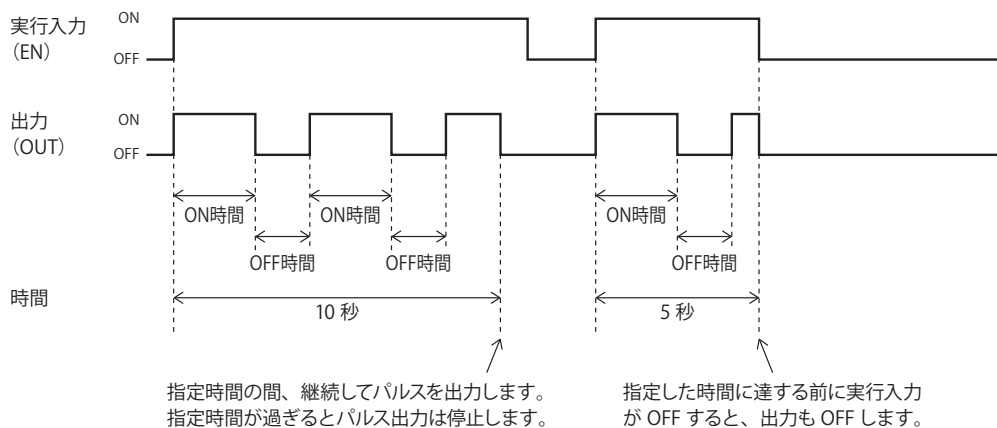 実行入力
（EN）
ON
OFF
出力
（OUT）
ON
OFF
ON時間
ON時間
ON時間
OFF時間
OFF時間
OFF時間
時間
10 秒
5 秒
指定時間の間、継続してパルスを出力します。
指定時間が過ぎるとパルス出力は停止します。
指定した時間に達する前に実行入力
が OFF すると、出力も OFF します。